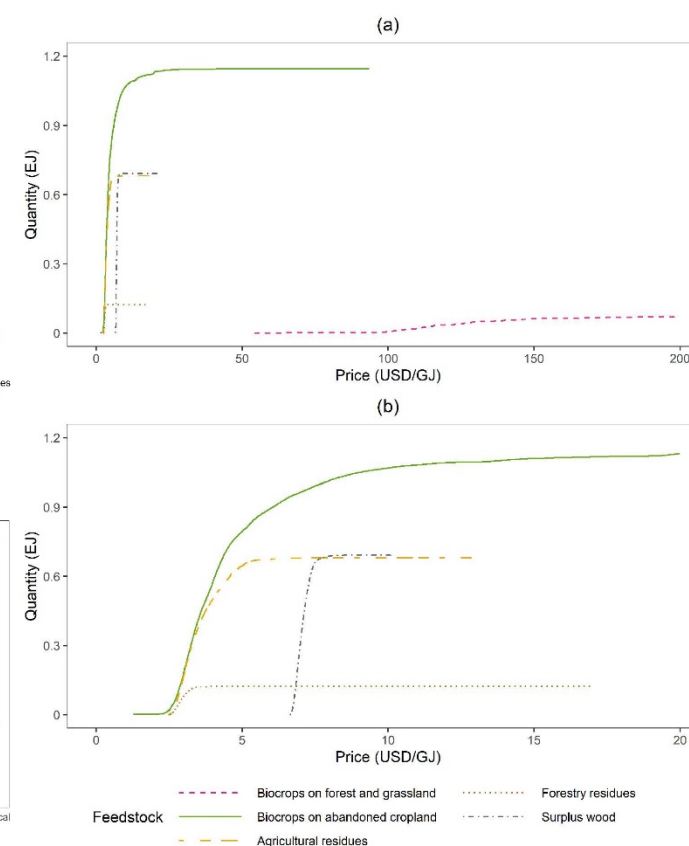 (a)
1.2
0.9
0.6
0.3
0
Quantity (EJ)
0 50 100 150 200
Price (USD/GJ)
es
(b)
1.2
0.9
0.6
0.3
0
Quantity (EJ)
0 5 10 15 20
Price (USD/GJ)
cal
Feedstock
Biocrops on forest and grassland
Biocrops on abandoned cropland
Agricultural residues
Forestry residues
Surplus wood